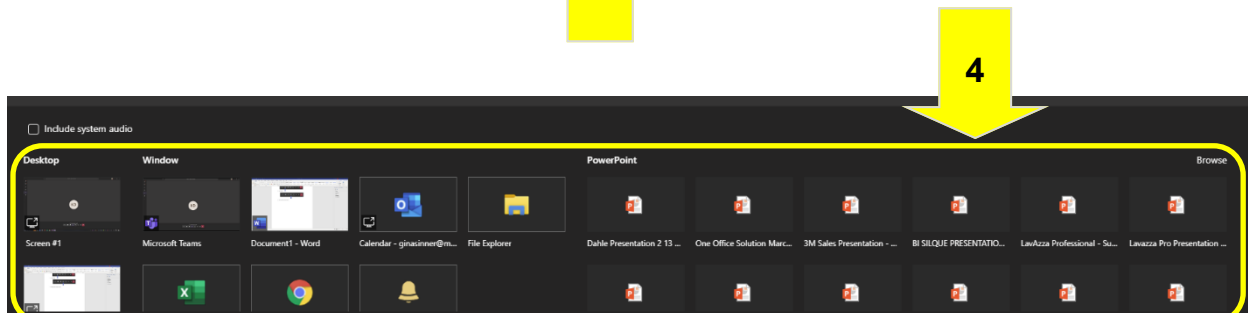 4
Include system audio
Desktop Window PowerPoint Browse
Screen #1 Microsoft Teams Document1 - Word Calendar - ginasinner@m... File Explorer Dahle Presentation 2 13 ... One Office Solution Marc... 3M Sales Presentation - ... BI SILQUE PRESENTATIO... LavAzza Professional - Su... Lavazza Pro Presentation ...